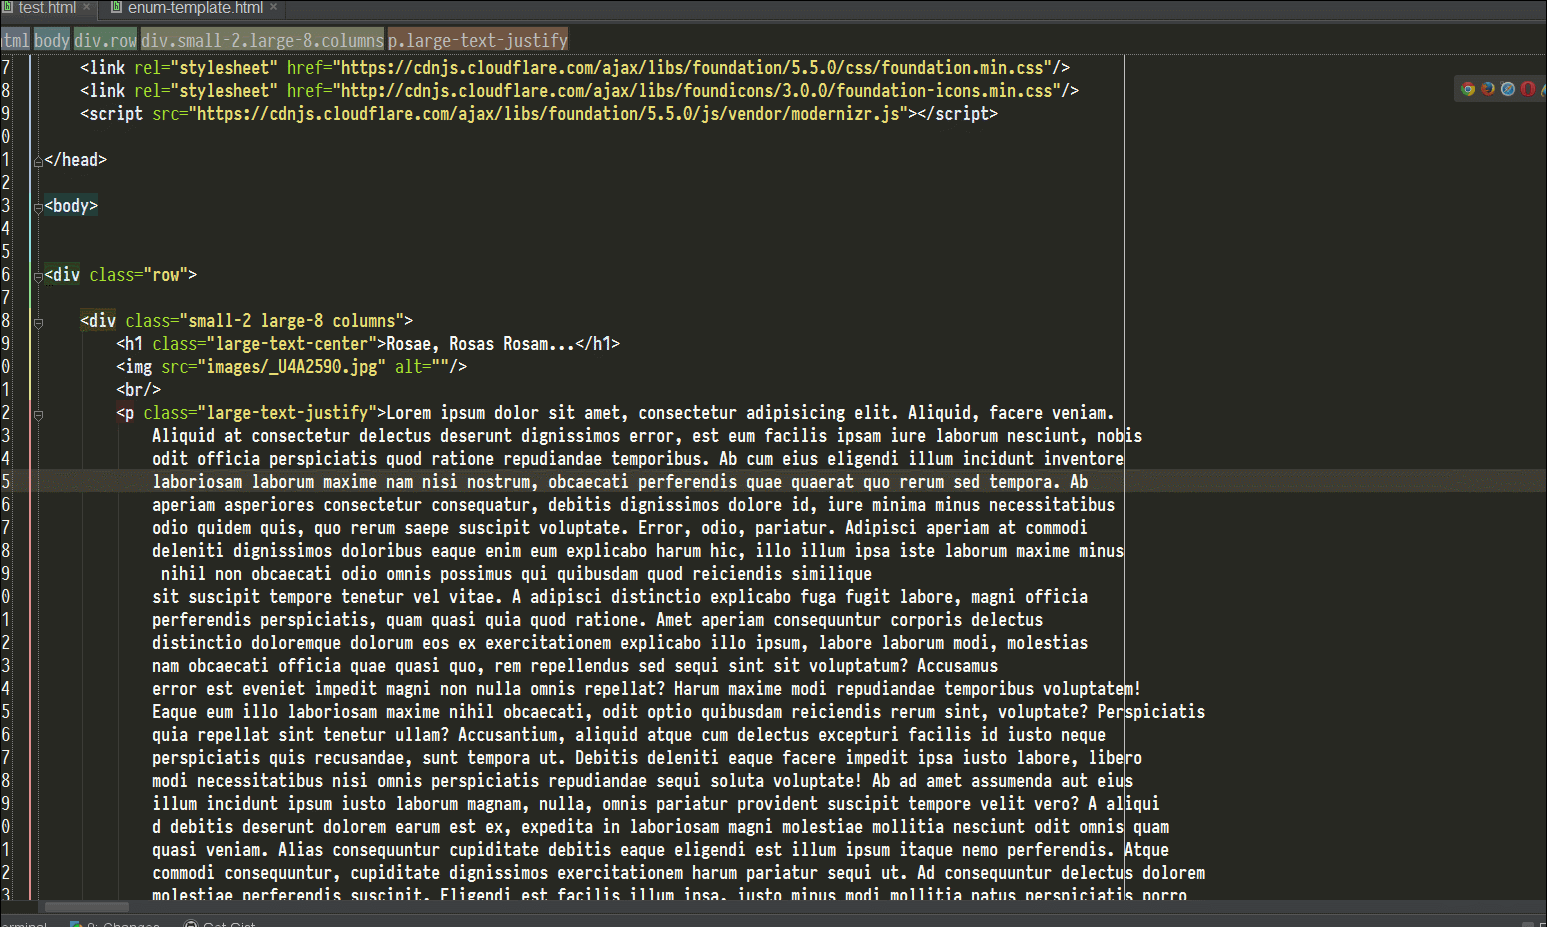 test.html × enum-template.html ×
html body div.row div.small-2.large-8.columns p.large-text-justify
7 <link rel="stylesheet" href="https://cdnjs.cloudflare.com/ajax/libs/foundation/5.5.0/css/foundation.min.css"/>
8 <link rel="stylesheet" href="http://cdnjs.cloudflare.com/ajax/libs/foundicons/3.0.0/foundation-icons.min.css"/>
9 <script src="https://cdnjs.cloudflare.com/ajax/libs/foundation/5.5.0/js/vendor/modernizr.js"></script>
0
1 </head>
2
3 <body>
4
5
6 <div class="row">
7
8 <div class="small-2 large-8 columns">
9 <h1 class="large-text-center">Rosae, Rosas Rosam...</h1>
0 <img src="images/_U4A2590.jpg" alt=""/>
1 <br/>
2 <p class="large-text-justify">Lorem ipsum dolor sit amet, consectetur adipisicing elit. Aliquid, facere veniam.
3 Aliquid at consectetur delectus deserunt dignissimos error, est eum facilis ipsam iure laborum nesciunt, nobis
4 odit officia perspiciatis quod ratione repudiandae temporibus. Ab cum eius eligendi illum incidunt inventore
5 laboriosam laborum maxime nam nisi nostrum, obcaecati perferendis quae quaerat quo rerum sed tempora. Ab
6 aperiam asperiores consectetur consequatur, debitis dignissimos dolore id, iure minima minus necessitatibus
7 odio quidem quis, quo rerum saepe suscipit voluptate. Error, odio, pariatur. Adipisci aperiam at commodi
8 deleniti dignissimos doloribus eaque enim eum explicabo harum hic, illo illum ipsa iste laborum maxime minus
9 nihil non obcaecati odio omnis possimus qui quibusdam quod reiciendis similique
0 sit suscipit tempore tenetur vel vitae. A adipisci distinctio explicabo fuga fugit labore, magni officia
1 perferendis perspiciatis, quam quasi quia quod ratione. Amet aperiam consequuntur corporis delectus
2 distinctio doloremque dolorum eos ex exercitationem explicabo illo ipsum, labore laborum modi, molestias
3 nam obcaecati officia quae quasi quo, rem repellendus sed sequi sint sit voluptatum? Accusamus
4 error est eveniet impedit magni non nulla omnis repellat? Harum maxime modi repudiandae temporibus voluptatem!
5 Eaque eum illo laboriosam maxime nihil obcaecati, odit optio quibusdam reiciendis rerum sint, voluptate? Perspiciatis
6 quia repellat sint tenetur ullam? Accusantium, aliquid atque cum delectus excepturi facilis id iusto neque
7 perspiciatis quis recusandae, sunt tempora ut. Debitis deleniti eaque facere impedit ipsa iusto labore, libero
8 modi necessitatibus nisi omnis perspiciatis repudiandae sequi soluta voluptate! Ab ad amet assumenda aut eius
9 illum incidunt ipsum iusto laborum magnam, nulla, omnis pariatur provident suscipit tempore velit vero? A aliqui
0 d debitis deserunt dolorem earum est ex, expedita in laboriosam magni molestiae mollitia nesciunt odit omnis quam
1 quasi veniam. Alias consequuntur cupiditate debitis eaque eligendi est illum ipsum itaque nemo perferendis. Atque
2 commodi consequuntur, cupiditate dignissimos exercitationem harum pariatur sequi ut. Ad consequuntur delectus dolorem
3 molestiae perferendis suscipit. Eligendi est facilis illum ipsa, iusto minus modi mollitia natus perspiciatis porro
erminal 9: Changes Get Gist